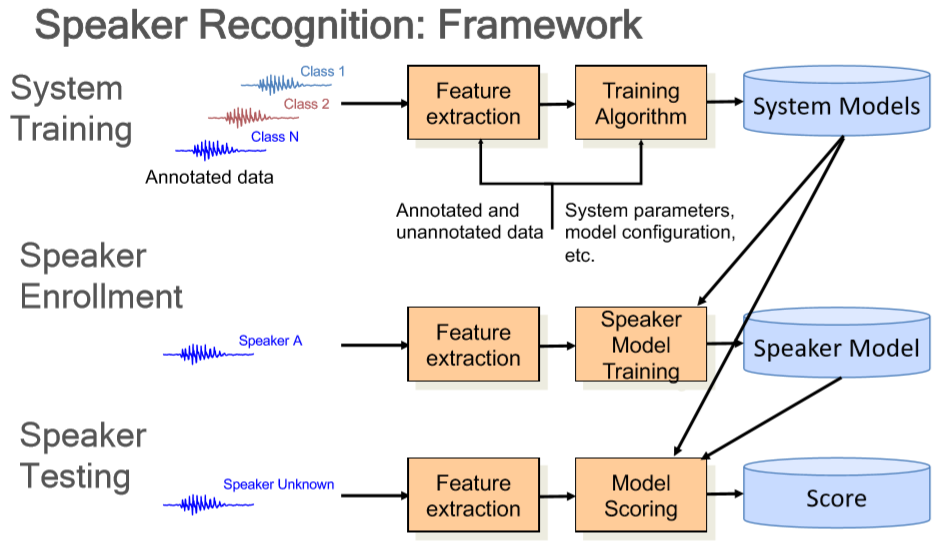 Speaker Recognition: Framework
System
Training
Class 1
Class 2
Class N
Annotated data
Feature
extraction
Training
Algorithm
System Models
Annotated and
unannotated data
System parameters,
model configuration,
etc.
Speaker
Enrollment
Speaker A
Feature
extraction
Speaker
Model
Training
Speaker Model
Speaker
Testing
Speaker Unknown
Feature
extraction
Model
Scoring
Score